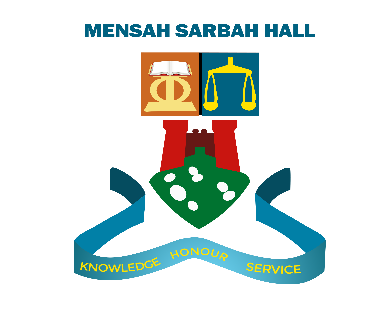 MENSAH SARBAH HALL
KNOWLEDGE HONOUR SERVICE